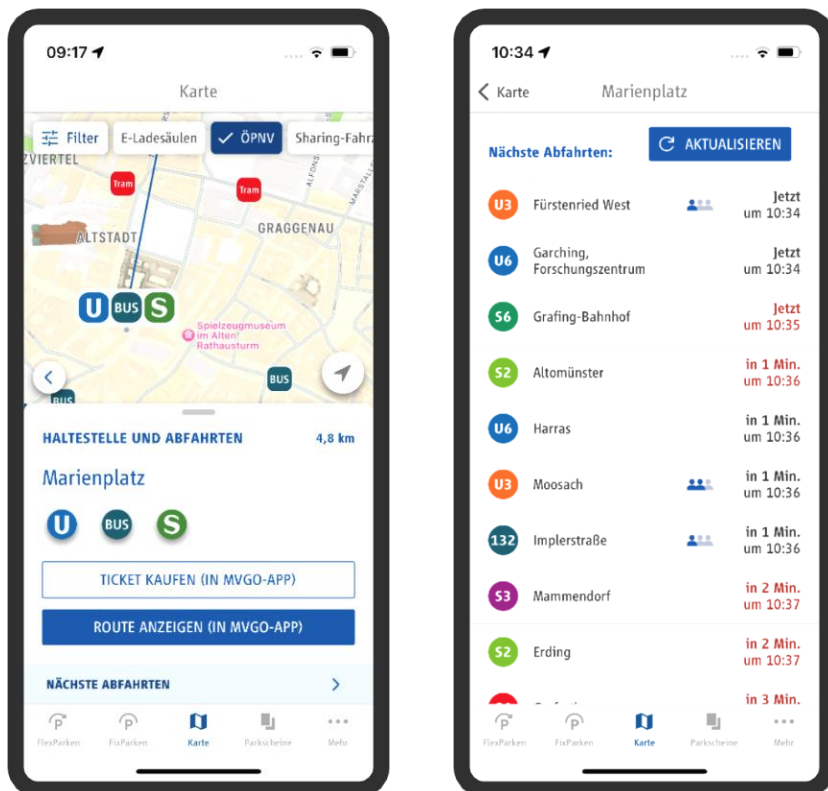 09:17
Karte
Filter
E-Ladesäulen
ÖPNV
Sharing-Fahrz
ZVIERTEL
Tram
Tram
ALTSTADT
GRAGGENAU
U
BUS
S
Spielzeugmuseum
im Alten
Rathausturm
BUS
BUS
HALTESTELLE UND ABFAHRTEN
4,8 km
Marienplatz
U
BUS
S
TICKET KAUFEN (IN MVGO-APP)
ROUTE ANZEIGEN (IN MVGO-APP)
NÄCHSTE ABFAHRTEN
FlexParken
FixParken
Karte
Parkscheine
Mehr
10:34
Karte
Marienplatz
Nächste Abfahrten:
AKTUALISIEREN
U3 Fürstenried West Jetzt
um 10:34
U6 Garching, Jetzt
Forschungszentrum um 10:34
S6 Grafing-Bahnhof Jetzt
um 10:35
S2 Altomünster in 1 Min.
um 10:36
U6 Harras in 1 Min.
um 10:36
U3 Moosach in 1 Min.
um 10:36
132 Implerstraße in 1 Min.
um 10:36
S3 Mammendorf in 2 Min.
um 10:37
S2 Erding in 2 Min.
um 10:37
in 3 Min.
FlexParken
FixParken
Karte
Parkscheine
Mehr